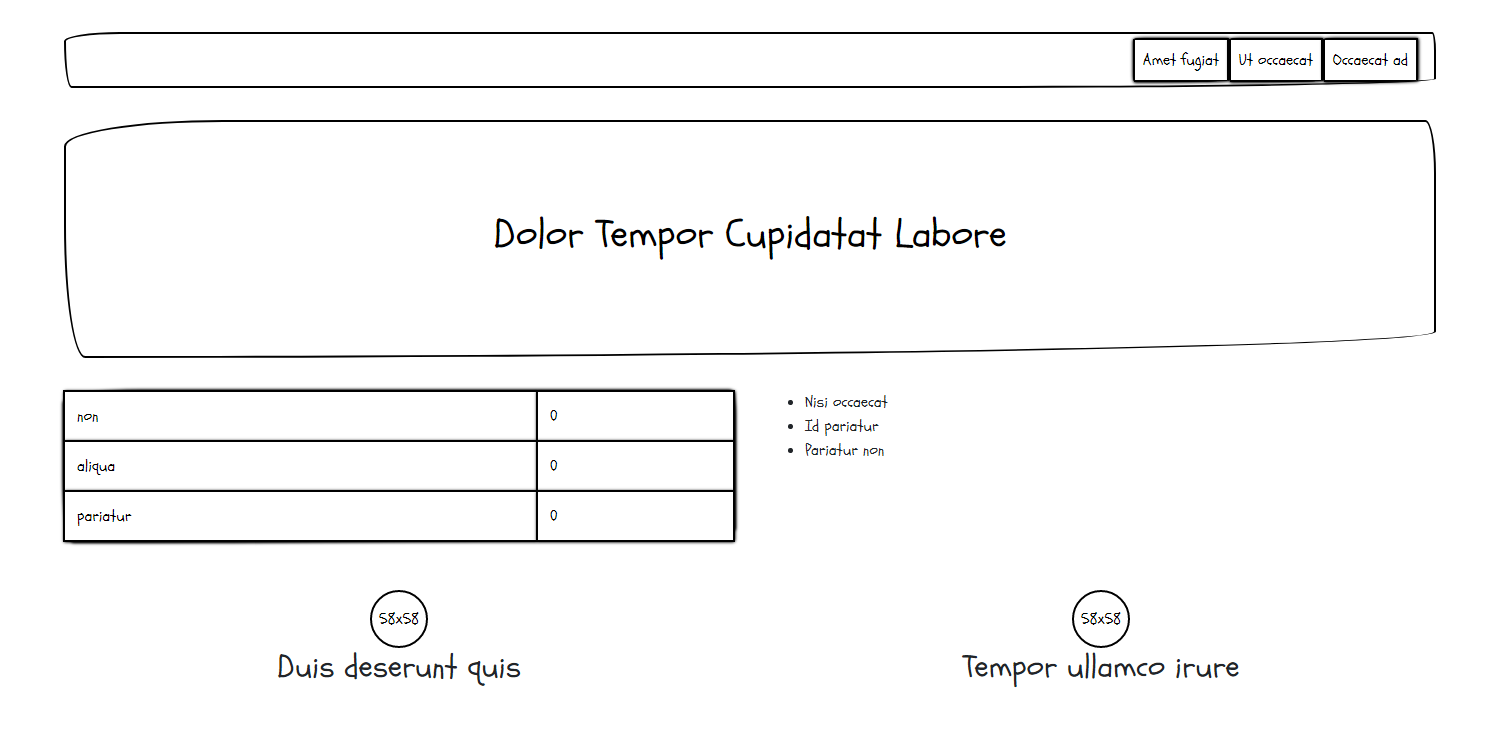 Amet fugiat Ut occaecat Occaecat ad
Dolor Tempor Cupidatat Labore
non 0
aliqua 0
pariatur 0
Nisi occaecat
Id pariatur
Pariatur non
58x58 58x58
Duis deserunt quis Tempor ullamco irure